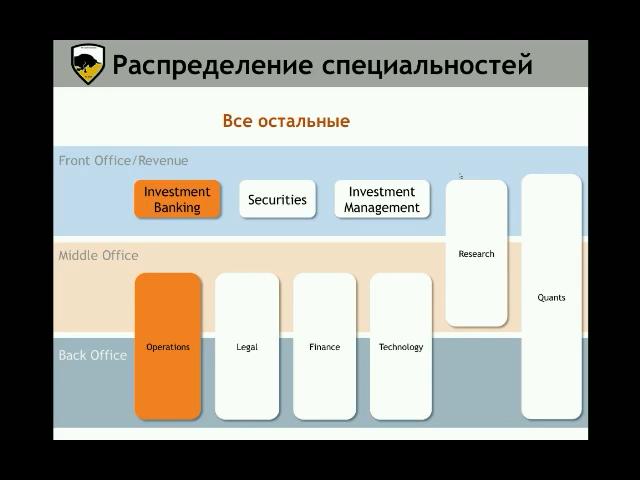 Распределение специальностей
Все остальные
Front Office/Revenue
Investment
Banking
Securities
Investment
Management
Research
Middle Office
Quants
Operations
Legal
Finance
Technology
Back Office